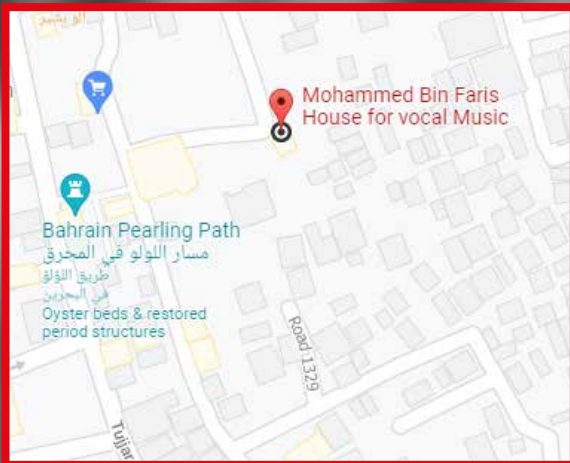 Mohammed Bin Faris
House for vocal Music
Bahrain Pearling Path
مسار اللولو في المحرق
طريق اللؤلؤ
في البحرين
Oyster beds & restored
period structures
Road 1329
Tujjar